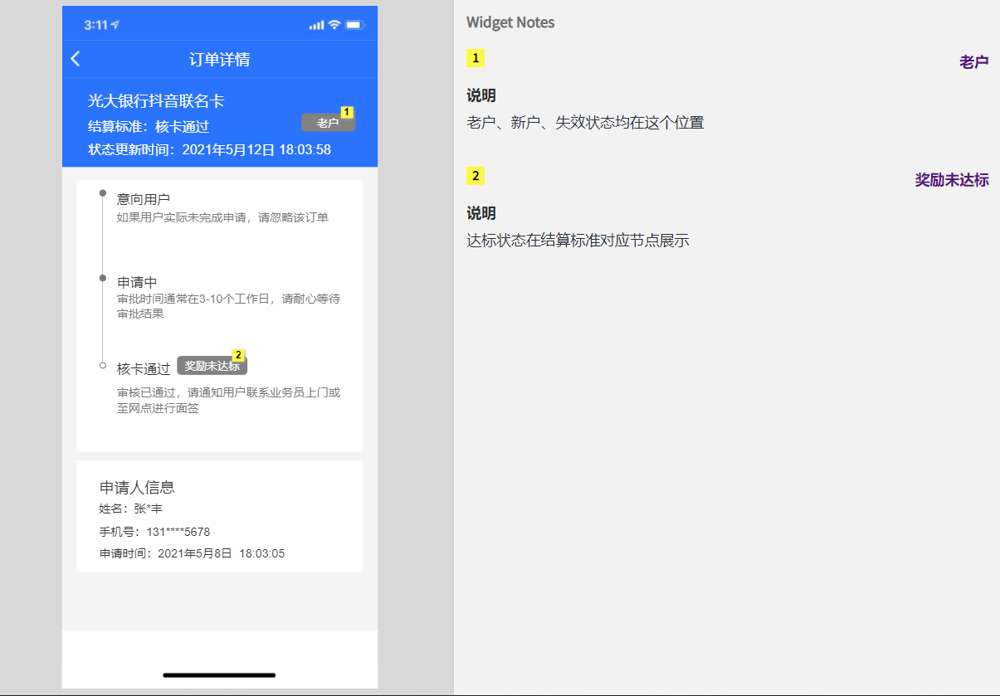 3:11
订单详情
光大银行抖音联名卡
结算标准：核卡通过
老户
1
状态更新时间：2021年5月12日 18:03:58
意向用户
如果用户实际未完成申请，请忽略该订单
申请中
审批时间通常在3-10个工作日，请耐心等待
审批结果
核卡通过
奖励未达标
2
审核已通过，请通知用户联系业务员上门或
至网点进行面签
申请人信息
姓名：张*丰
手机号：131****5678
申请时间：2021年5月8日 18:03:05
Widget Notes
1
老户
说明
老户、新户、失效状态均在这个位置
2
奖励未达标
说明
达标状态在结算标准对应节点展示